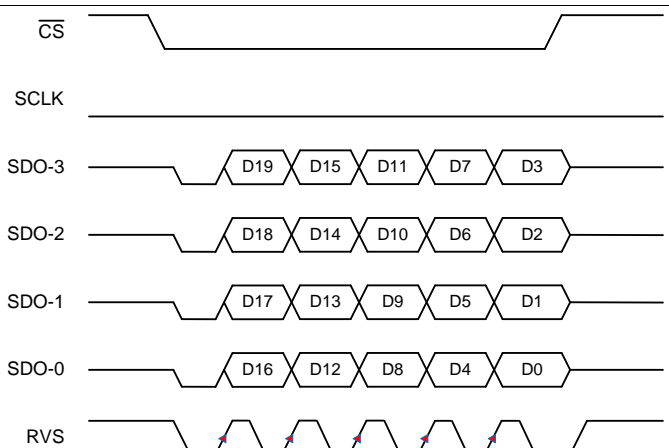 CS
SCLK
SDO-3 D19 D15 D11 D7 D3
SDO-2 D18 D14 D10 D6 D2
SDO-1 D17 D13 D9 D5 D1
SDO-0 D16 D12 D8 D4 D0
RVS